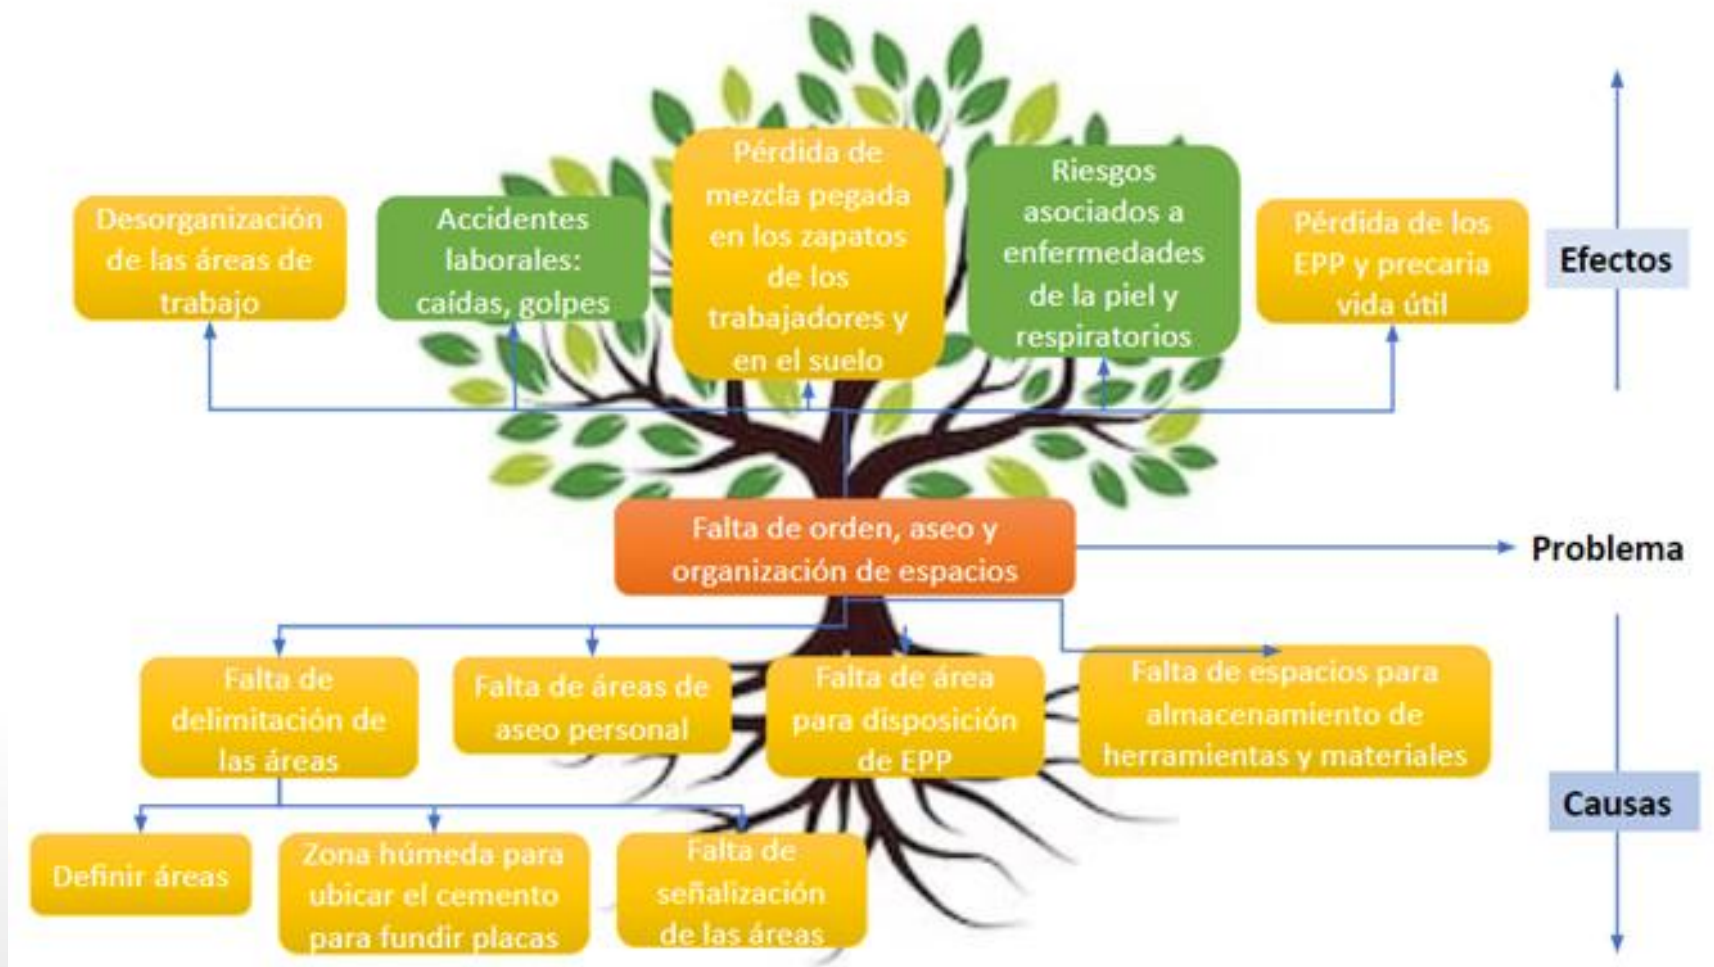 Desorganización
de las áreas de
trabajo
Accidentes
laborales:
caídas, golpes
Pérdida de
mezcla pegada
en los zapatos
de los
trabajadores y
en el suelo
Riesgos
asociados a
enfermedades
de la piel y
respiratorios
Pérdida de los
EPP y precaria
vida útil
Efectos
Falta de orden, aseo y
organización de espacios
Problema
Falta de
delimitación de
las áreas
Falta de áreas de
aseo personal
Falta de área
para disposición
de EPP
Falta de espacios para
almacenamiento de
herramientas y materiales
Causas
Definir áreas
Zona húmeda para
ubicar el cemento
para fundir placas
Falta de
señalización
de las áreas